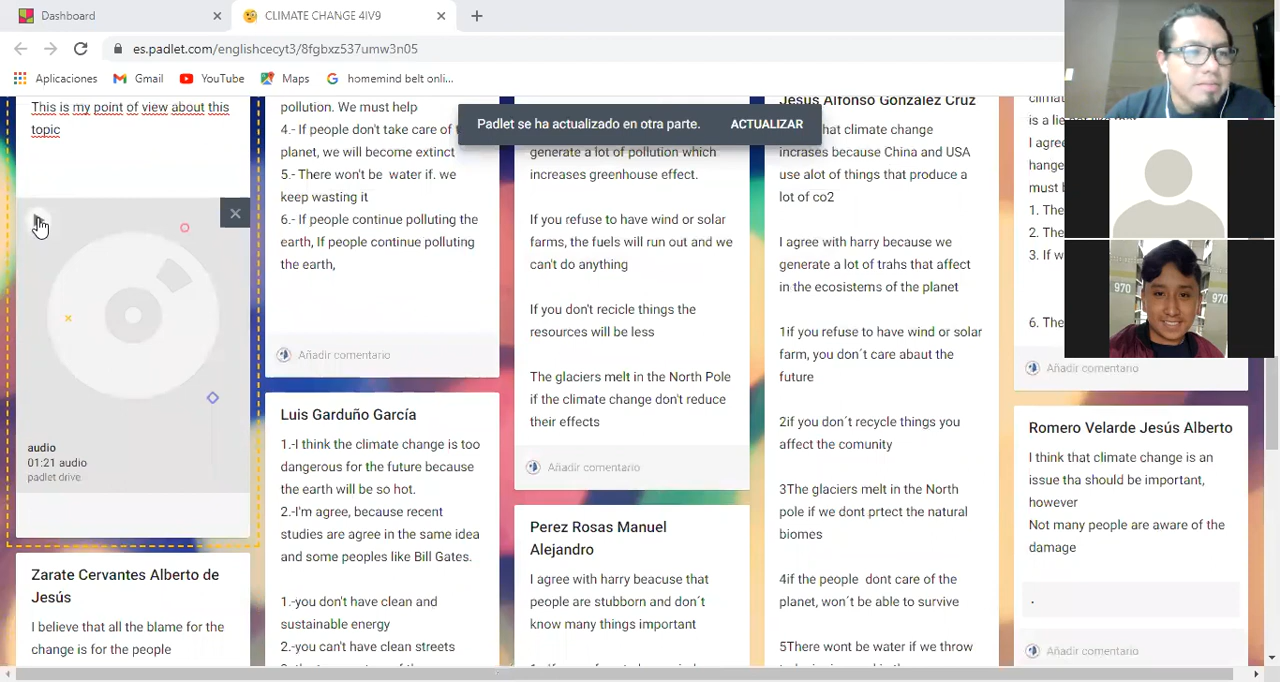 Dashboard
CLIMATE CHANGE 4IV9
es.padlet.com/englishcecyt3/8fgbxz537umw3n05
Aplicaciones
Gmail
YouTube
Maps
homemind belt onli...
Padlet se ha actualizado en otra parte.
ACTUALIZAR
This is my point of view about this
topic
audio
01:21 audio
padlet drive
Zarate Cervantes Alberto de
Jesús
I believe that all the blame for the
change is for the people
pollution. We must help
4.- If people don't take care of
planet, we will become extinct
5.- There won't be water if. we
keep wasting it
6.- If people continue polluting the
earth, If people continue polluting
the earth,
Añadir comentario
Luis Garduño García
1.-I think the climate change is too
dangerous for the future because
the earth will be so hot.
2.-I'm agree, because recent
studies are agree in the same idea
and some peoples like Bill Gates.
1.-you don't have clean and
sustainable energy
2.-you can't have clean streets
generate a lot of pollution which
increases greenhouse effect.
If you refuse to have wind or solar
farms, the fuels will run out and we
can't do anything
If you don't recicle things the
resources will be less
The glaciers melt in the North Pole
if the climate change don't reduce
their effects
Añadir comentario
Perez Rosas Manuel
Alejandro
I agree with harry beacuse that
people are stubborn and don´t
know many things important
Jesus Alfonso Gonzalez Cruz
hat climate change
incrases because China and USA
use alot of things that produce a
lot of co2
I agree with harry because we
generate a lot of trahs that affect
in the ecosistems of the planet
1if you refuse to have wind or solar
farm, you don´t care abaut the
future
2if you don´t recycle things you
affect the comunity
3The glaciers melt in the North
pole if we dont prtect the natural
biomes
4if the people dont care of the
planet, won´t be able to survive
5There wont be water if we throw
climat
is a lie
I agre
hange
must b
1. The
2. The
3. If w
6. The
970
970
Añadir comentario
Romero Velarde Jesús Alberto
I think that climate change is an
issue tha should be important,
however
Not many people are aware of the
damage
.
Añadir comentario